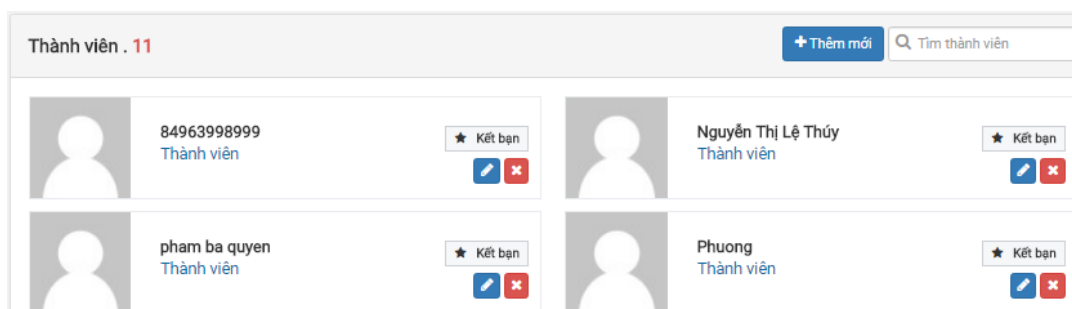 Thành viên . 11
Thêm mới
Tìm thành viên
84963998999
Thành viên
Kết bạn
Nguyễn Thị Lệ Thúy
Thành viên
Kết bạn
pham ba quyen
Thành viên
Kết bạn
Phuong
Thành viên
Kết bạn